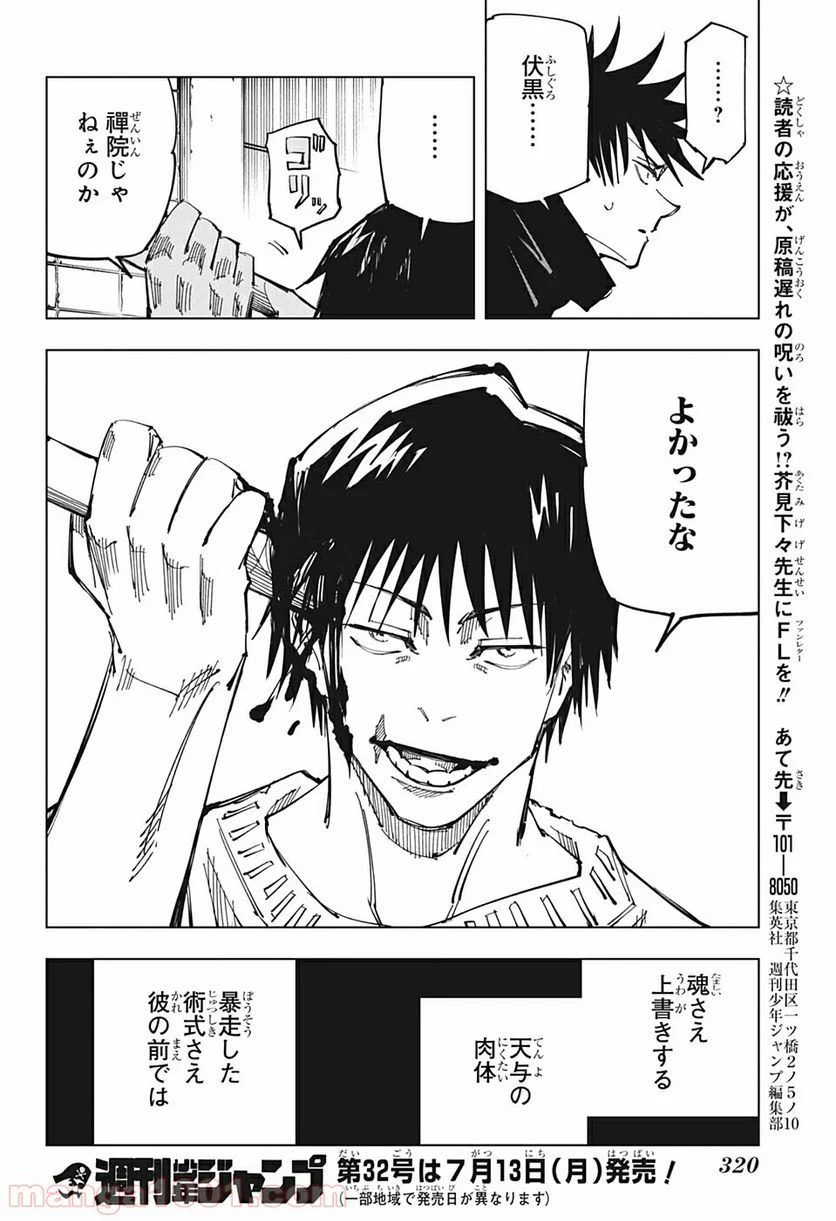 ……?
伏黒……
……
ゴリッ
禪院じゃ
ねぇのか
よかったな
魂さえ
上書きする
天与の
肉体
暴走した
術式さえ
彼の前では
☆読者の応援が、原稿遅れの呪いを祓う!?芥見下々先生にFLを!! あて先➡〒101―8050
東京都千代田区一ツ橋2ノ5ノ10
集英社 週刊少年ジャンプ編集部
320
週刊少年ジャンプ 第32号は7月13日(月)発売!
(一部地域で発売日が異なります)